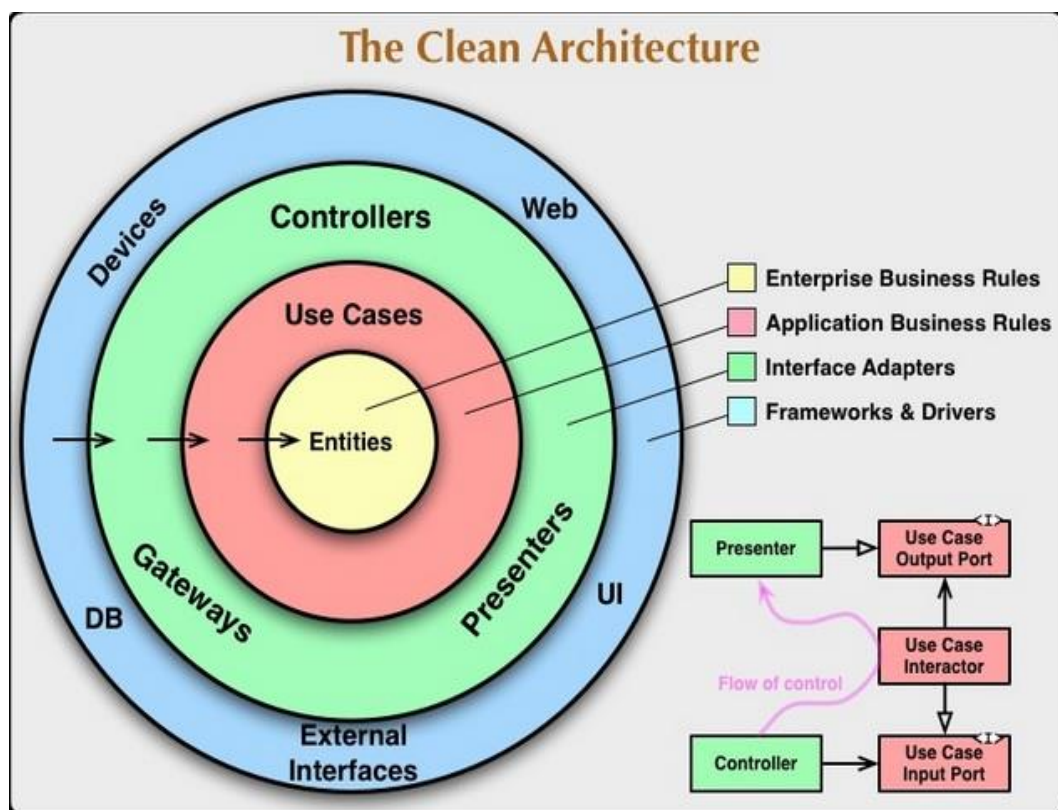 The Clean Architecture
Devices
Web
Controllers
Use Cases
Entities
Gateways
Presenters
DB
UI
External
Interfaces
Enterprise Business Rules
Application Business Rules
Interface Adapters
Frameworks & Drivers
Presenter
<I>
Use Case
Output Port
Use Case
Interactor
Flow of control
Controller
<I>
Use Case
Input Port